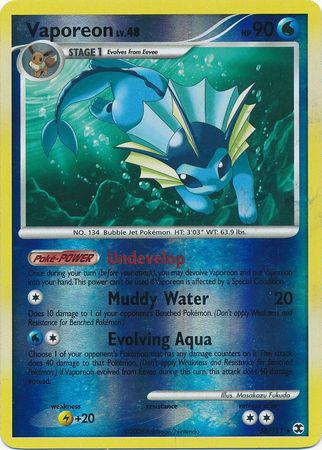 Vaporeon LV.48 HP 90
STAGE 1 Evolves from Eevee
NO. 134 Bubble Jet Pokémon HT: 3'03" WT: 63.9 lbs.
Poké-POWER Undevelop
Once during your turn (before your attack), you may devolve Vaporeon and put Vaporeon
into your hand. This power can't be used if Vaporeon is affected by a Special Condition.
Muddy Water 20
Does 10 damage to 1 of your opponent's Benched Pokémon. (Don't apply Weakness and
Resistance for Benched Pokémon.)
Evolving Aqua
Choose 1 of your opponent's Pokémon that has any damage counters on it. This attack
does 40 damage to that Pokémon. (Don't apply Weakness and Resistance for Benched
Pokémon.) If Vaporeon evolved from Eevee during this turn, this attack does 50 damage
instead.
Illus. Masakazu Fukuda
weakness resistance
+20
Nintendo